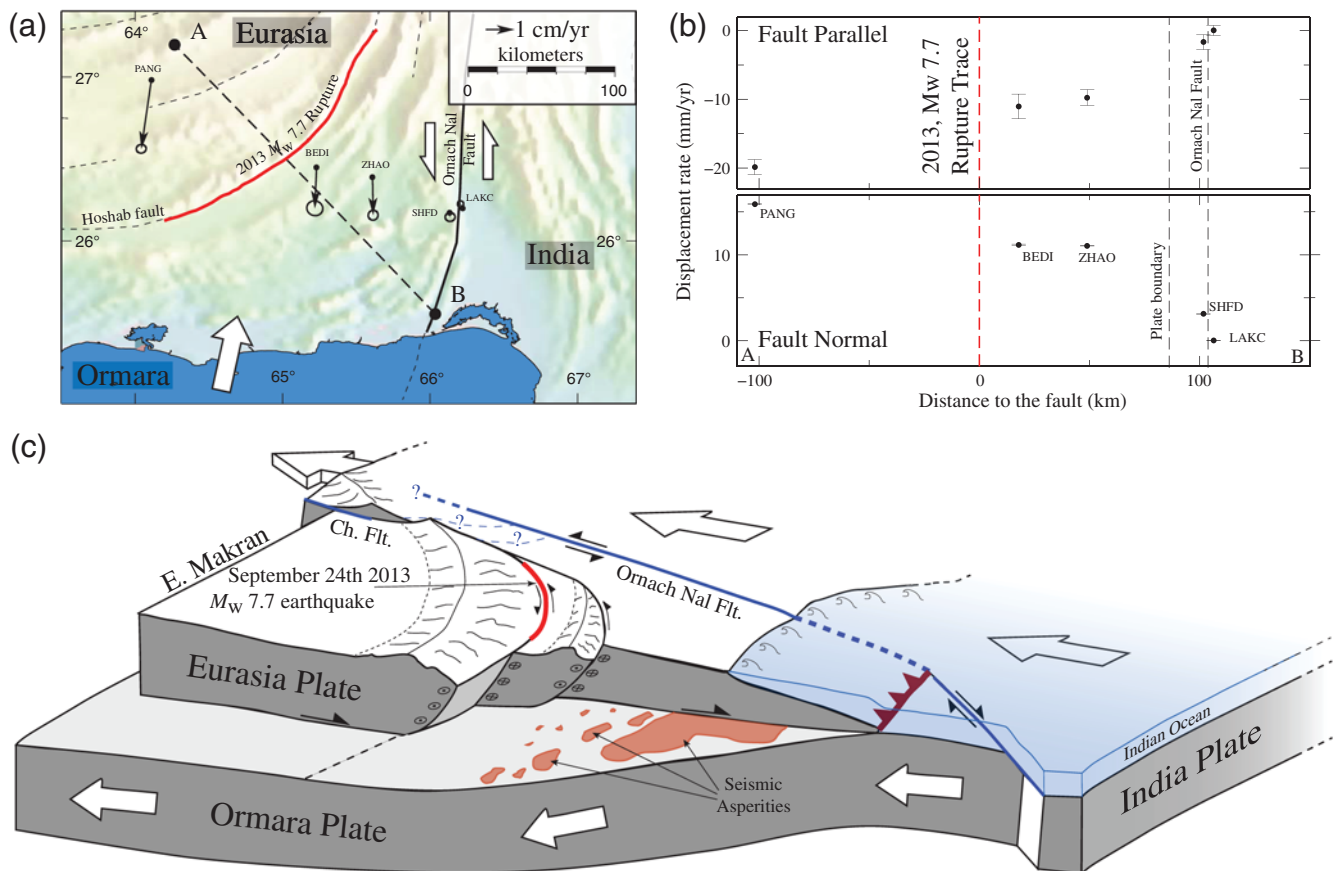 (a)
64°
A
Eurasia
1 cm/yr
kilometers
0
100
27°
PANG
2013 Mw 7.7 Rupture
BEDI
ZHAO
Ornach Nal
Fault
SHFD
LAKC
Hoshab fault
26°
26°
India
B
Ormara
65°
66°
67°
(b)
Fault Parallel
2013, Mw 7.7
Rupture Trace
Ornach Nal Fault
0
−10
−20
Displacement rate (mm/yr)
PANG
BEDI
ZHAO
Plate boundary
SHFD
LAKC
10
0
Fault Normal
A
B
−100
0
100
Distance to the fault (km)
(c)
?
?
?
Ch. Flt.
E. Makran
September 24th 2013
Mw 7.7 earthquake
Ornach Nal Flt.
Eurasia Plate
Indian Ocean
India Plate
Seismic
Asperities
Ormara Plate